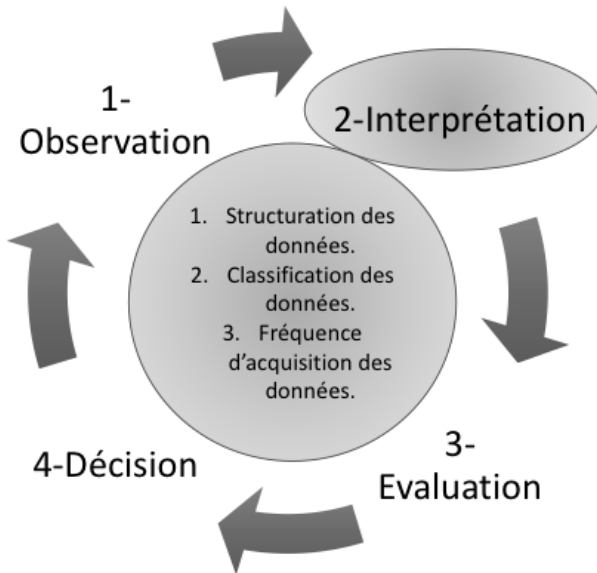 1-
Observation
2-Interprétation
1. Structuration des
données.
2. Classification des
données.
3. Fréquence
d’acquisition des
données.
3-
Evaluation
4-Décision